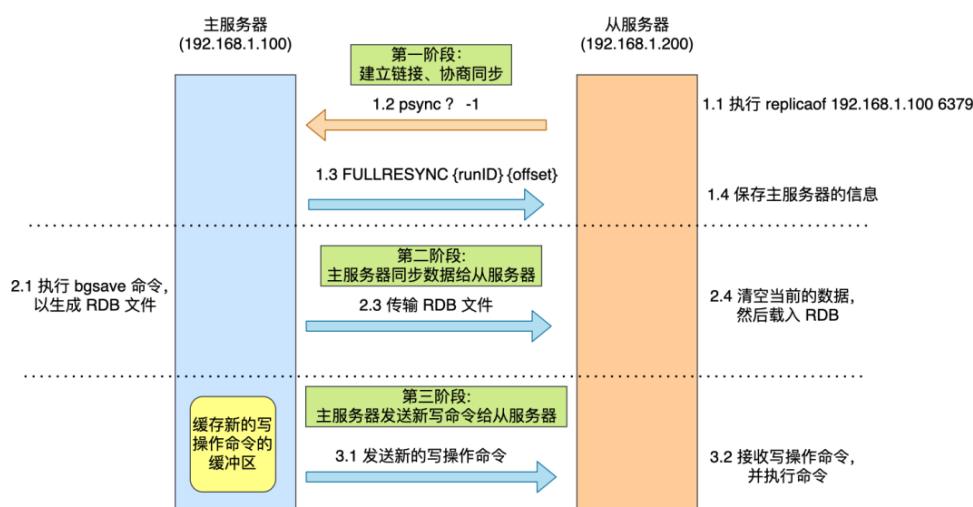 主服务器
(192.168.1.100)
从服务器
(192.168.1.200)
第一阶段：
建立链接、协商同步
1.1 执行 replicaof 192.168.1.100 6379
1.2 psync ? -1
1.3 FULLRESYNC {runID} {offset}
1.4 保存主服务器的信息
第二阶段：
主服务器同步数据给从服务器
2.1 执行 bgsave 命令，
以生成 RDB 文件
2.3 传输 RDB 文件
2.4 清空当前的数据，
然后载入 RDB
第三阶段：
主服务器发送新写命令给从服务器
缓存新的写
操作命令的
缓冲区
3.1 发送新的写操作命令
3.2 接收写操作命令，
并执行命令